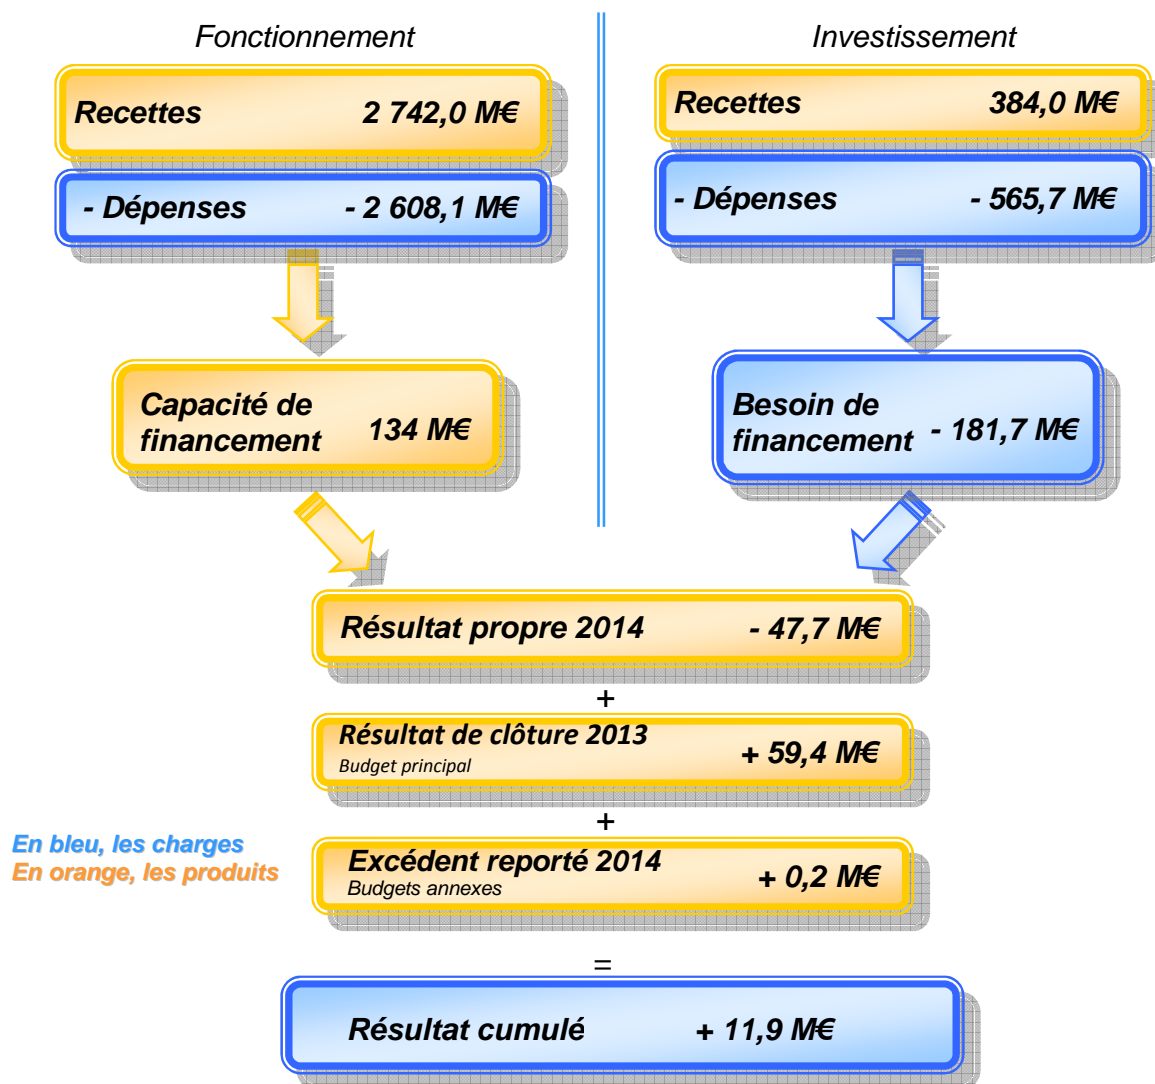 Fonctionnement
Recettes 2 742,0 M€
- Dépenses - 2 608,1 M€
Capacité de
financement 134 M€
Investissement
Recettes 384,0 M€
- Dépenses - 565,7 M€
Besoin de
financement - 181,7 M€
Résultat propre 2014 - 47,7 M€
+
Résultat de clôture 2013 + 59,4 M€
Budget principal
+
En bleu, les charges
En orange, les produits
Excédent reporté 2014 + 0,2 M€
Budgets annexes
=
Résultat cumulé + 11,9 M€